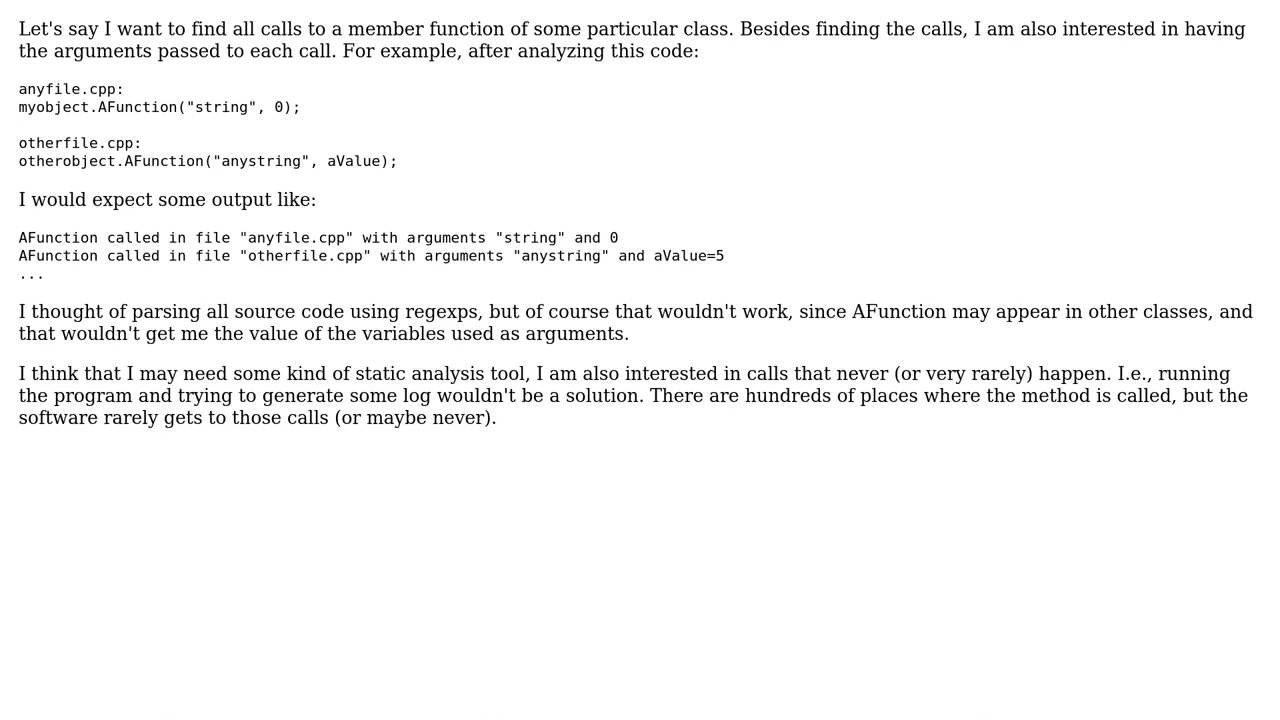 Let's say I want to find all calls to a member function of some particular class. Besides finding the calls, I am also interested in having
the arguments passed to each call. For example, after analyzing this code:
anyfile.cpp:
myobject.AFunction("string", 0);
otherfile.cpp:
otherobject.AFunction("anystring", aValue);
I would expect some output like:
AFunction called in file "anyfile.cpp" with arguments "string" and 0
AFunction called in file "otherfile.cpp" with arguments "anystring" and aValue=5
...
I thought of parsing all source code using regexps, but of course that wouldn't work, since AFunction may appear in other classes, and
that wouldn't get me the value of the variables used as arguments.
I think that I may need some kind of static analysis tool, I am also interested in calls that never (or very rarely) happen. I.e., running
the program and trying to generate some log wouldn't be a solution. There are hundreds of places where the method is called, but the
software rarely gets to those calls (or maybe never).